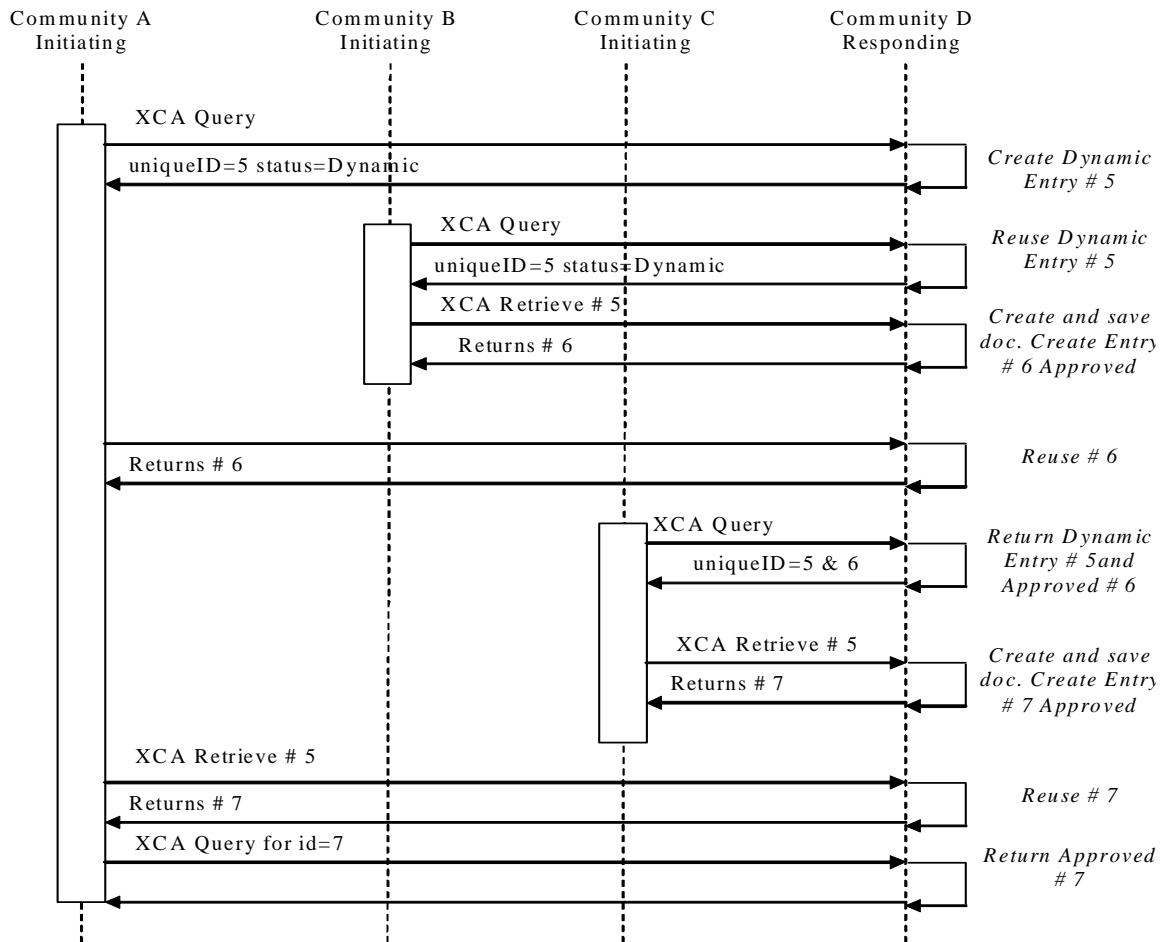 Community A
Initiating
Community B
Initiating
Community C
Initiating
Community D
Responding
XCA Query
uniqueID=5 status=Dynamic
Create Dynamic
Entry # 5
XCA Query
uniqueID=5 status=Dynamic
Reuse Dynamic
Entry # 5
XCA Retrieve # 5
Returns # 6
Create and save
doc. Create Entry
# 6 Approved
Returns # 6
Reuse # 6
XCA Query
uniqueID=5 & 6
Return Dynamic
Entry # 5and
Approved # 6
XCA Retrieve # 5
Returns # 7
Create and save
doc. Create Entry
# 7 Approved
XCA Retrieve # 5
Returns # 7
Reuse # 7
XCA Query for id=7
Return Approved
# 7